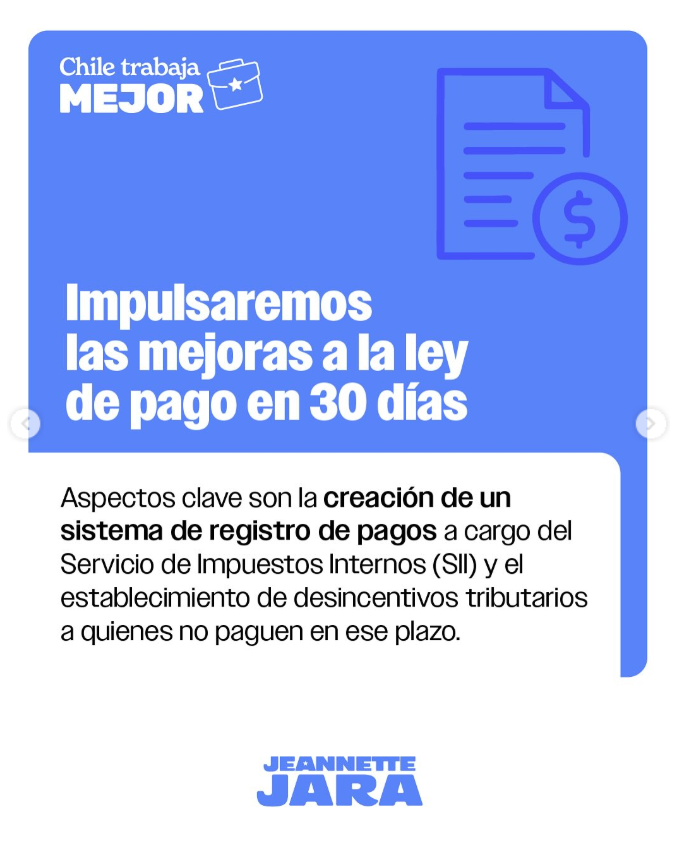 Chile trabaja
MEJOR
$
Impulsaremos
las mejoras a la ley
de pago en 30 días
Aspectos clave son la creación de un
sistema de registro de pagos a cargo del
Servicio de Impuestos Internos (SII) y el
establecimiento de desincentivos tributarios
a quienes no paguen en ese plazo.
JEANNETTE
JARA